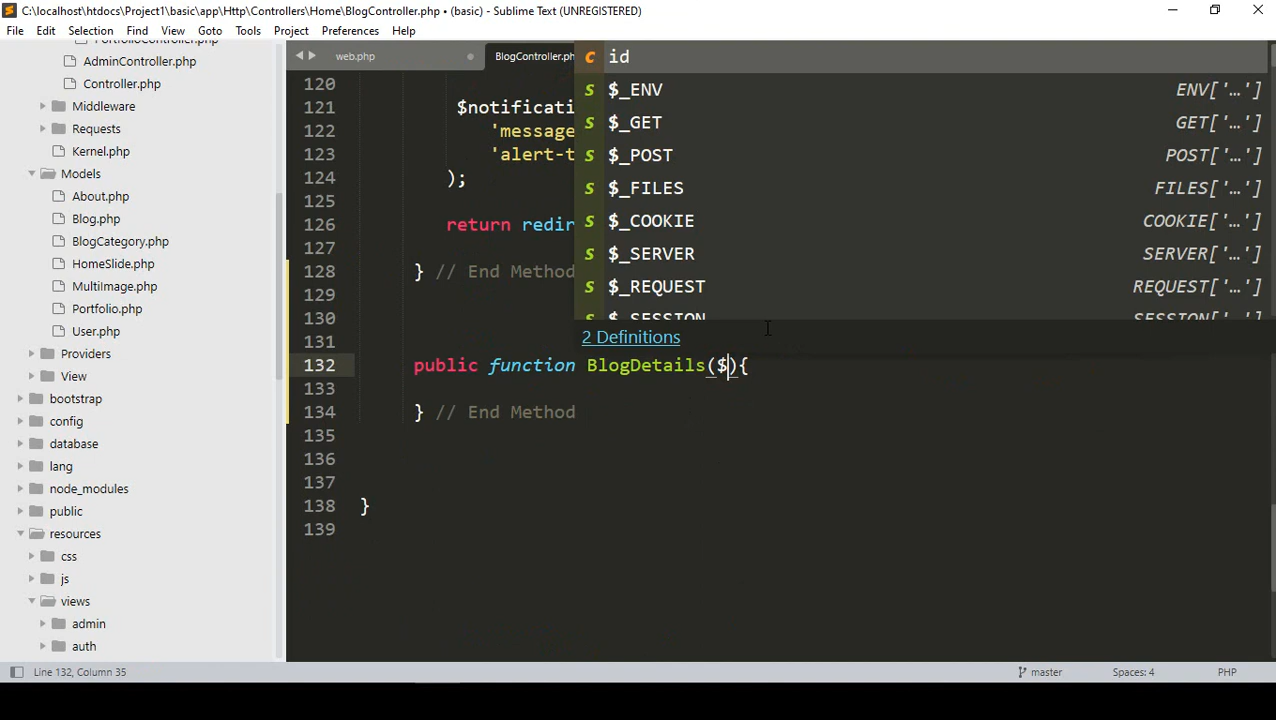 C:\localhost\htdocs\Project1\basic\app\Http\Controllers\Home\BlogController.php • (basic) - Sublime Text (UNREGISTERED)
File Edit Selection Find View Goto Tools Project Preferences Help
AdminController.php
Controller.php
Middleware
Requests
Kernel.php
Models
About.php
Blog.php
BlogCategory.php
HomeSlide.php
MultiImage.php
Portfolio.php
User.php
Providers
View
bootstrap
config
database
lang
node_modules
public
resources
css
js
views
admin
auth
web.php
BlogController.ph
120
121 $notificati
122 'message
123 'alert-t
124 );
125
126 return redir
127
128 } // End Method
129
130
131
132 public function BlogDetails($){
133
134 } // End Method
135
136
137
138 }
139
c id
s $_ENV ENV['…']
s $_GET GET['…']
s $_POST POST['…']
s $_FILES FILES['…']
s $_COOKIE COOKIE['…']
s $_SERVER SERVER['…']
s $_REQUEST REQUEST['…']
s $_SESSION SESSION['…']
2 Definitions
Line 132, Column 35
master
Spaces: 4
PHP